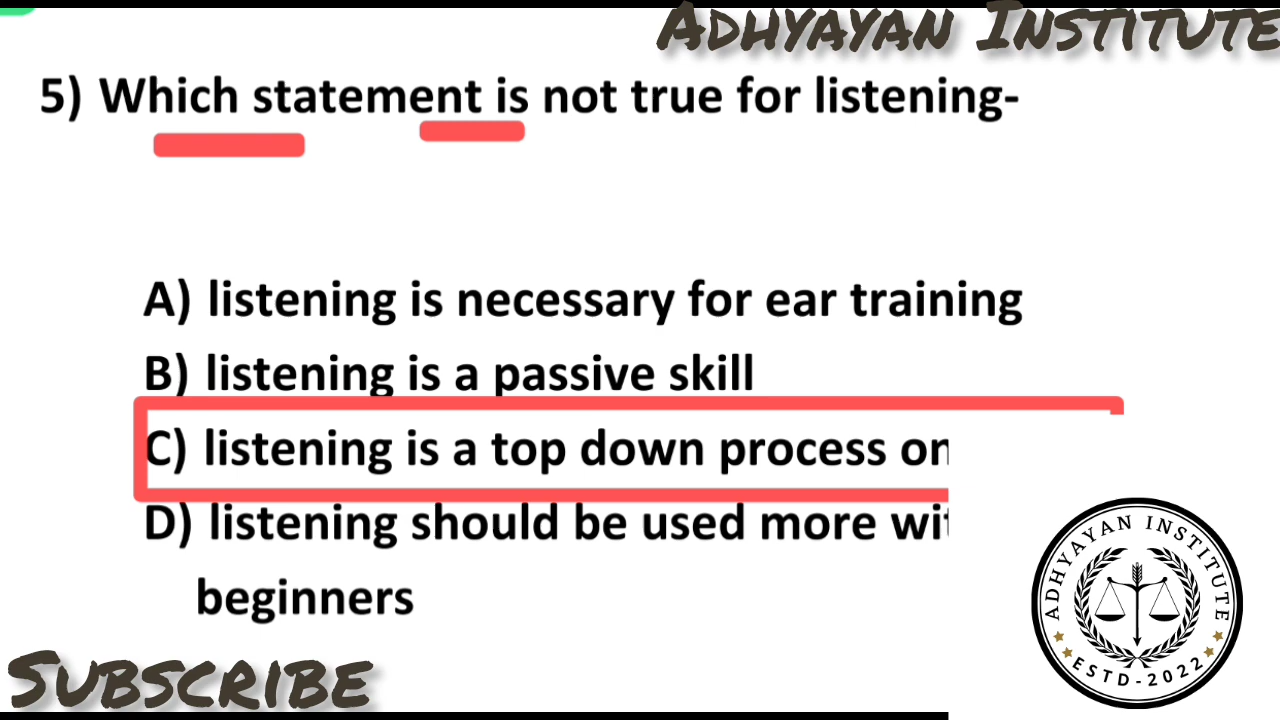 ADHYAYAN INSTITUTE
5) Which statement is not true for listening-
A) listening is necessary for ear training
B) listening is a passive skill
C) listening is a top down process on
D) listening should be used more
beginners
SUBSCRIBE
ADHYAYAN INSTITUTE
ESTD-2022